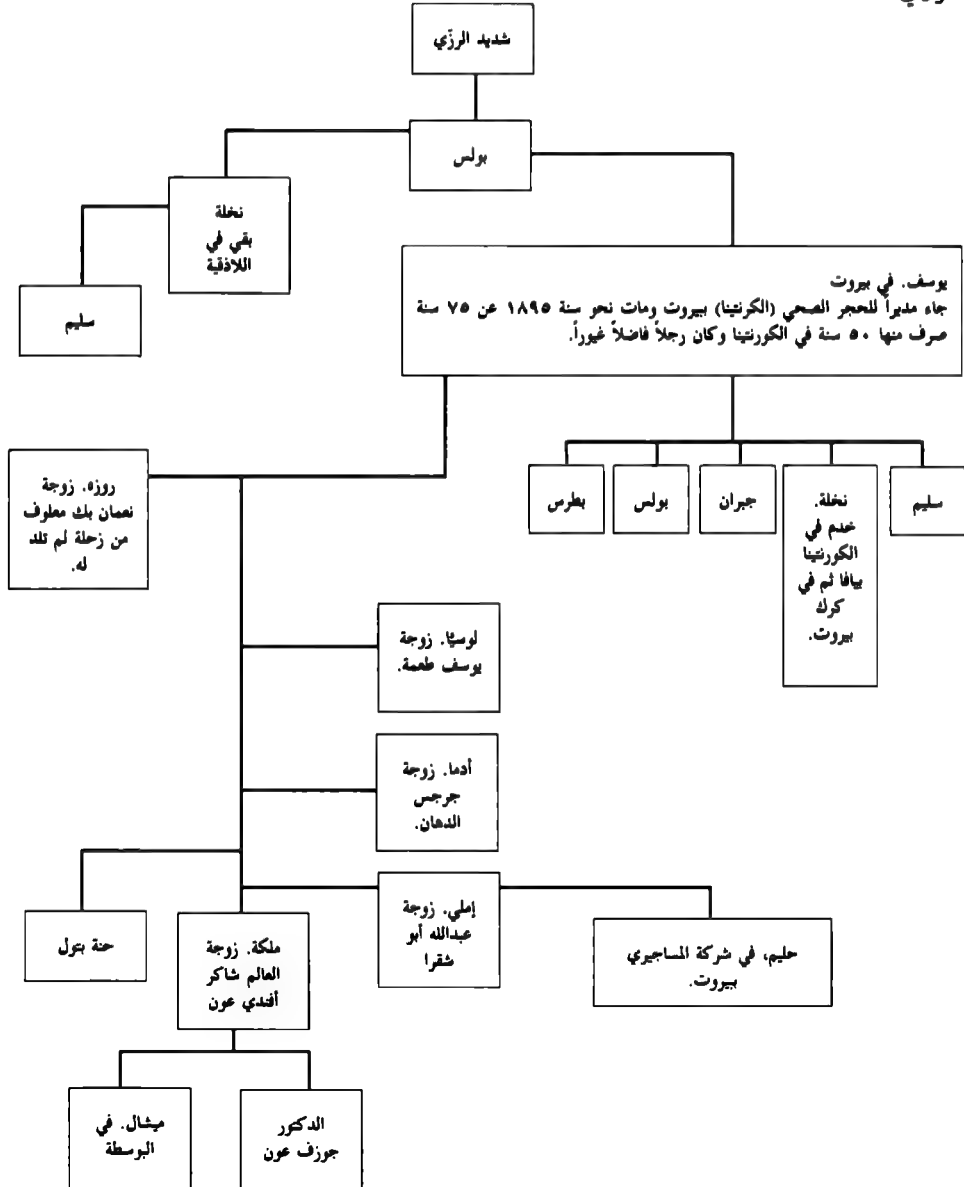 شديد الرزّي
بولس
نخلة
بقي في
اللاذقية
سليم
يوسف. في بيروت
جاء مديراً للحجر الصحي (الكرنتينا) ببيروت ومات نحو سنة ١٨٩٥ عن ٧٥ سنة
صرف منها ٥٠ سنة في الكورنتينا وكان رجلاً فاضلاً غيوراً.
سليم
نخلة.
خدم في
الكورنتينا
بيافا ثم في
كرك
بيروت.
جبران
بولس
بطرس
روزه. زوجة
نعمان بك معلوف
من زحلة لم تلد
له.
لوسيّا. زوجة
يوسف طعمة.
أدما. زوجة
جرجس
الدهان.
إملي. زوجة
عبدالله أبو
شقرا
حليم، في شركة المساجيري
ببيروت.
ملكة. زوجة
العالم شاكر
أفندي عون
حنة بتول
الدكتور
جوزف عون
ميشال. في
البوسطة